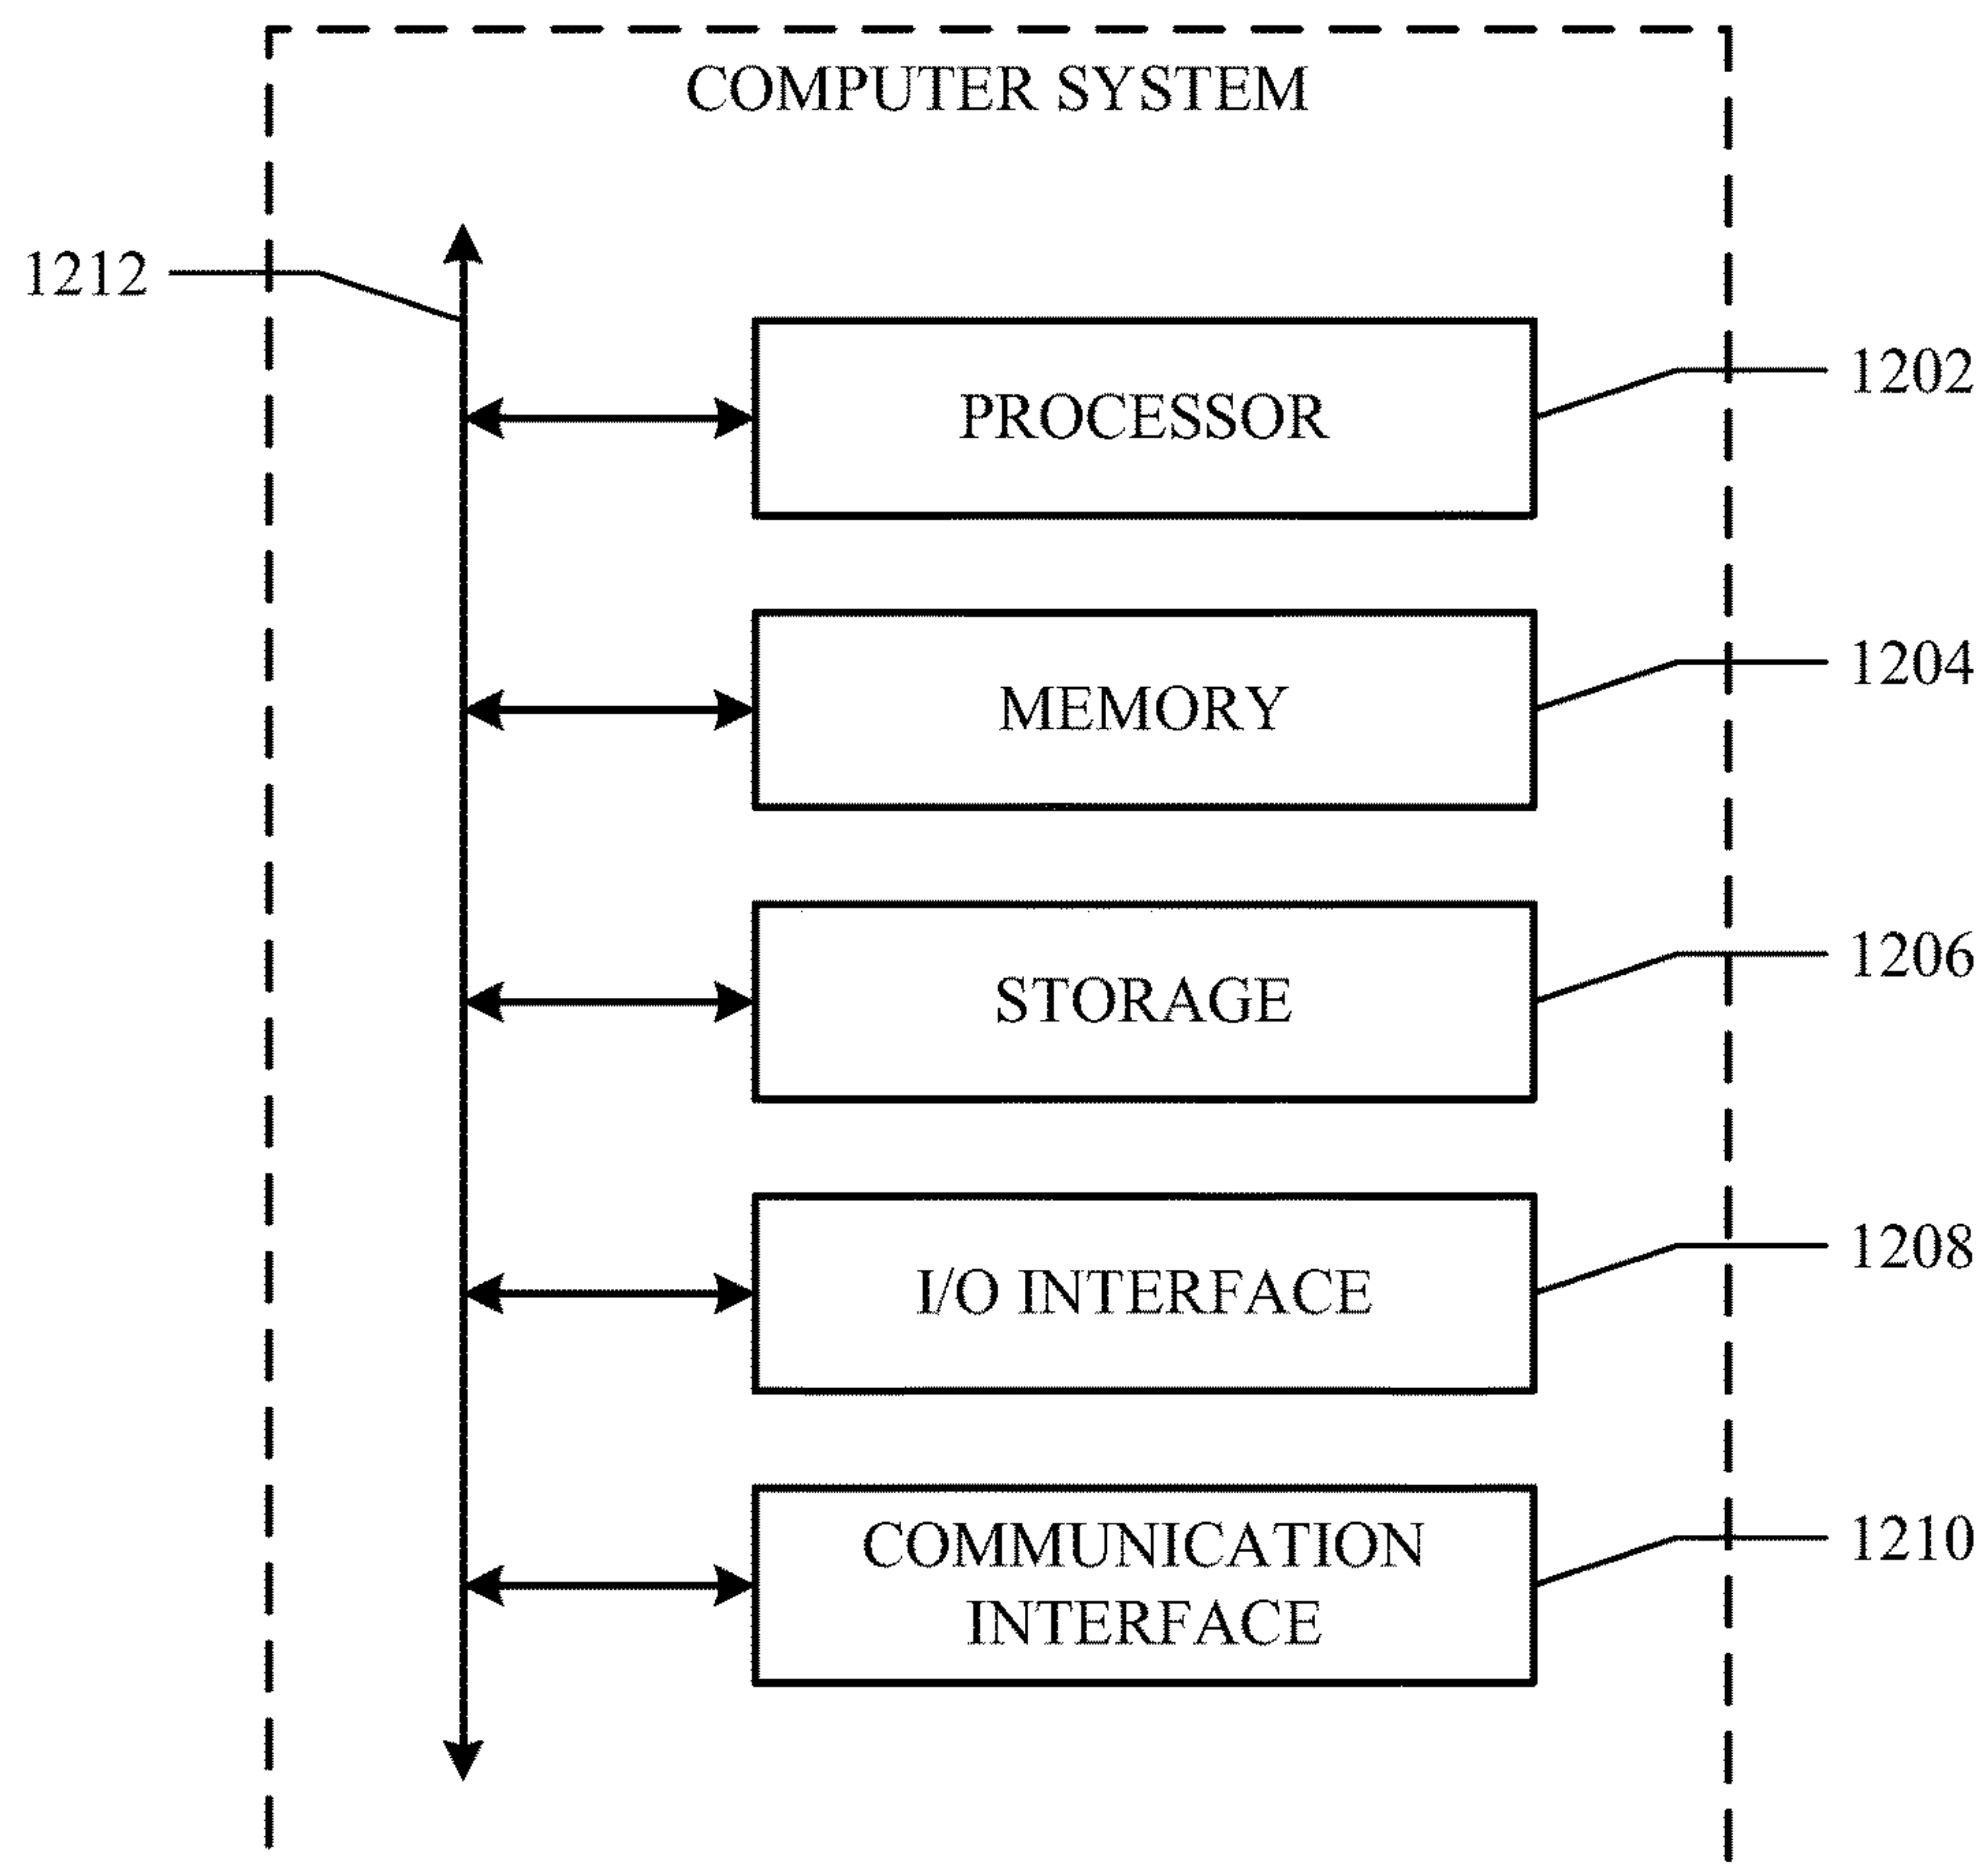 COMPUTER SYSTEM
1212
1202
PROCESSOR
1204
MEMORY
1206
STORAGE
1208
I/O INTERFACE
1210
COMMUNICATION
INTERFACE